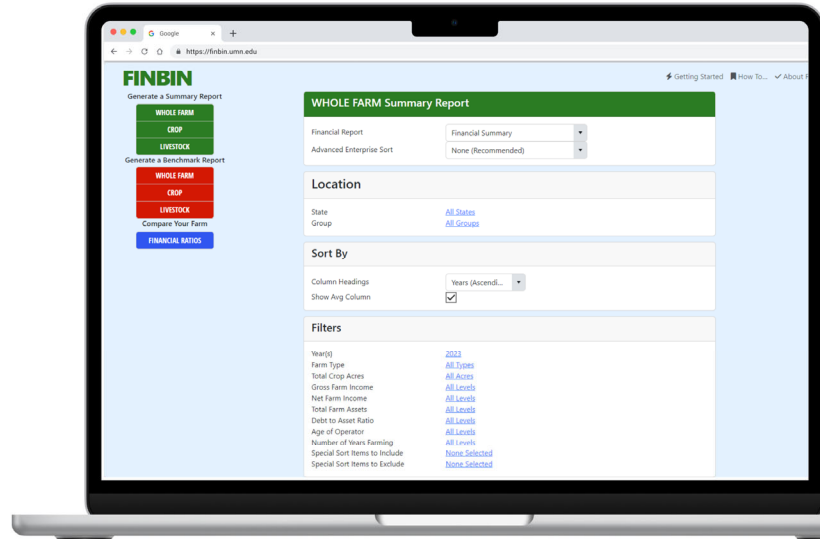 G Google × +
https://finbin.umn.edu
FINBIN
Getting Started How To... About
Generate a Summary Report
WHOLE FARM
CROP
LIVESTOCK
Generate a Benchmark Report
WHOLE FARM
CROP
LIVESTOCK
Compare Your Farm
FINANCIAL RATIOS
WHOLE FARM Summary Report
Financial Report Financial Summary
Advanced Enterprise Sort None (Recommended)
Location
State All States
Group All Groups
Sort By
Column Headings Years (Ascendi...
Show Avg Column
Filters
Year(s) 2023
Farm Type All Types
Total Crop Acres All Acres
Gross Farm Income All Levels
Net Farm Income All Levels
Total Farm Assets All Levels
Debt to Asset Ratio All Levels
Age of Operator All Levels
Number of Years Farming All Levels
Special Sort Items to Include None Selected
Special Sort Items to Exclude None Selected